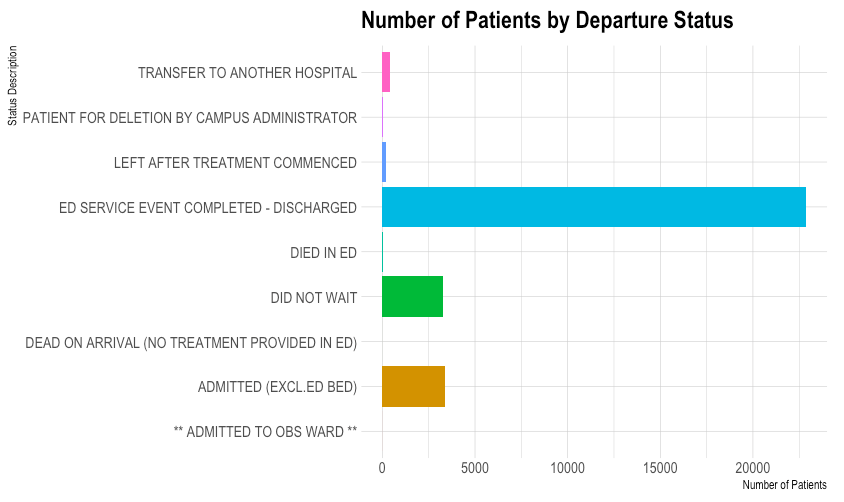 Number of Patients by Departure Status
Status Description
TRANSFER TO ANOTHER HOSPITAL
PATIENT FOR DELETION BY CAMPUS ADMINISTRATOR
LEFT AFTER TREATMENT COMMENCED
ED SERVICE EVENT COMPLETED - DISCHARGED
DIED IN ED
DID NOT WAIT
DEAD ON ARRIVAL (NO TREATMENT PROVIDED IN ED)
ADMITTED (EXCL.ED BED)
** ADMITTED TO OBS WARD **
0 5000 10000 15000 20000
Number of Patients